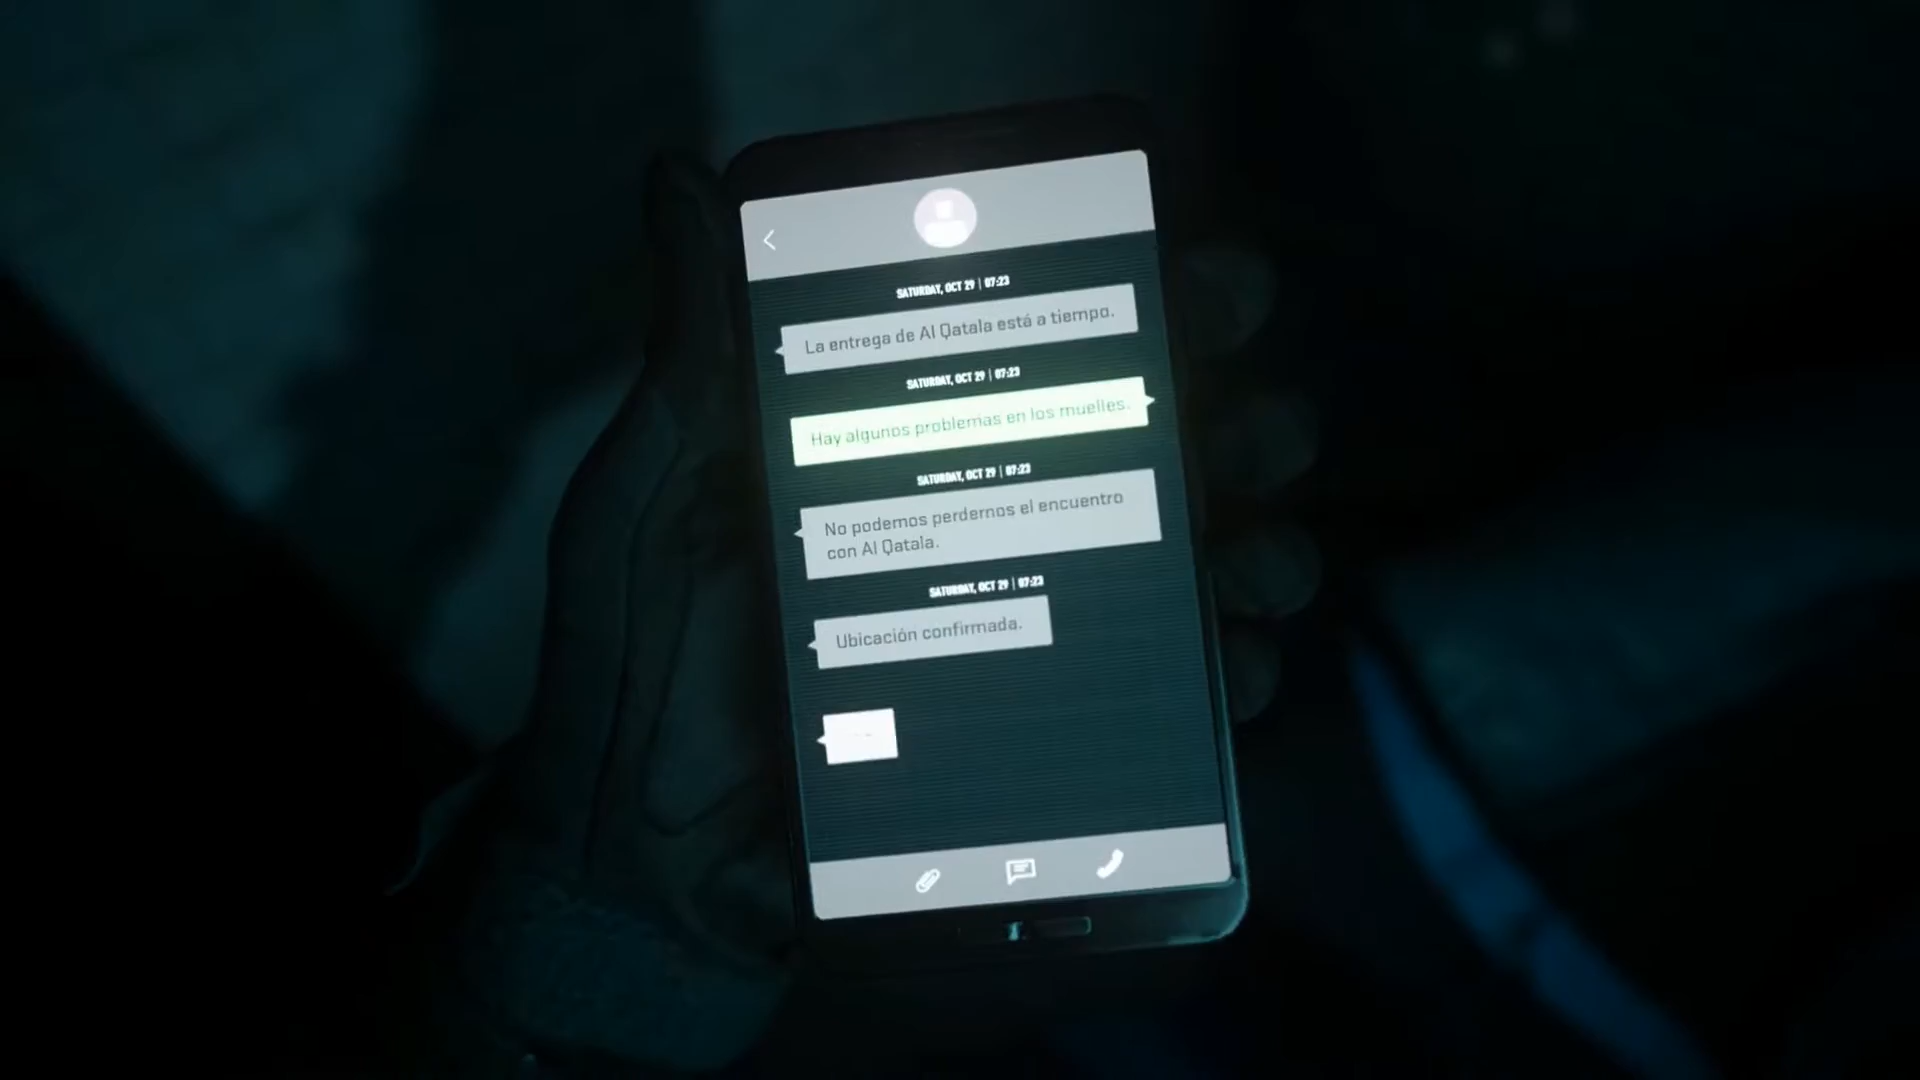 SATURDAY, OCT 29 | 07:23
La entrega de Al Qatala está a tiempo.
SATURDAY, OCT 29 | 07:23
Hay algunos problemas en los muelles.
SATURDAY, OCT 29 | 07:23
No podemos perdernos el encuentro
con Al Qatala.
SATURDAY, OCT 29 | 07:23
Ubicación confirmada.